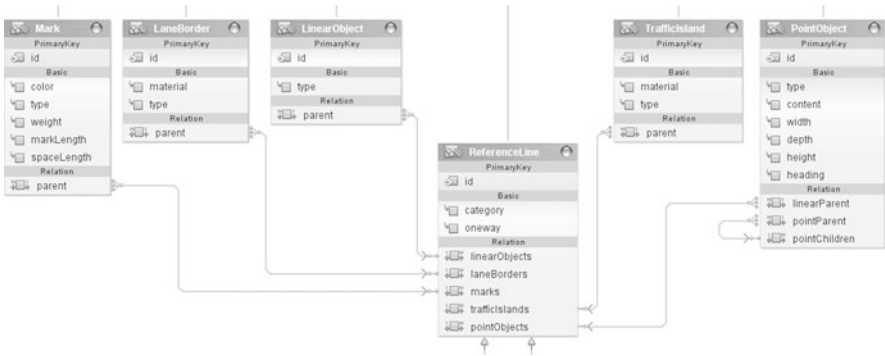 Mark
PrimaryKey
id
Basic
color
type
weight
markLength
spaceLength
Relation
parent
LaneBorder
PrimaryKey
id
Basic
material
type
Relation
parent
LinearObject
PrimaryKey
id
Basic
type
Relation
parent
ReferenceLine
PrimaryKey
id
Basic
category
oneway
Relation
linearObjects
laneBorders
marks
trafficIslands
pointObjects
TrafficIsland
PrimaryKey
id
Basic
material
type
Relation
parent
PointObject
PrimaryKey
id
Basic
type
content
width
depth
height
heading
Relation
linearParent
pointParent
pointChildren